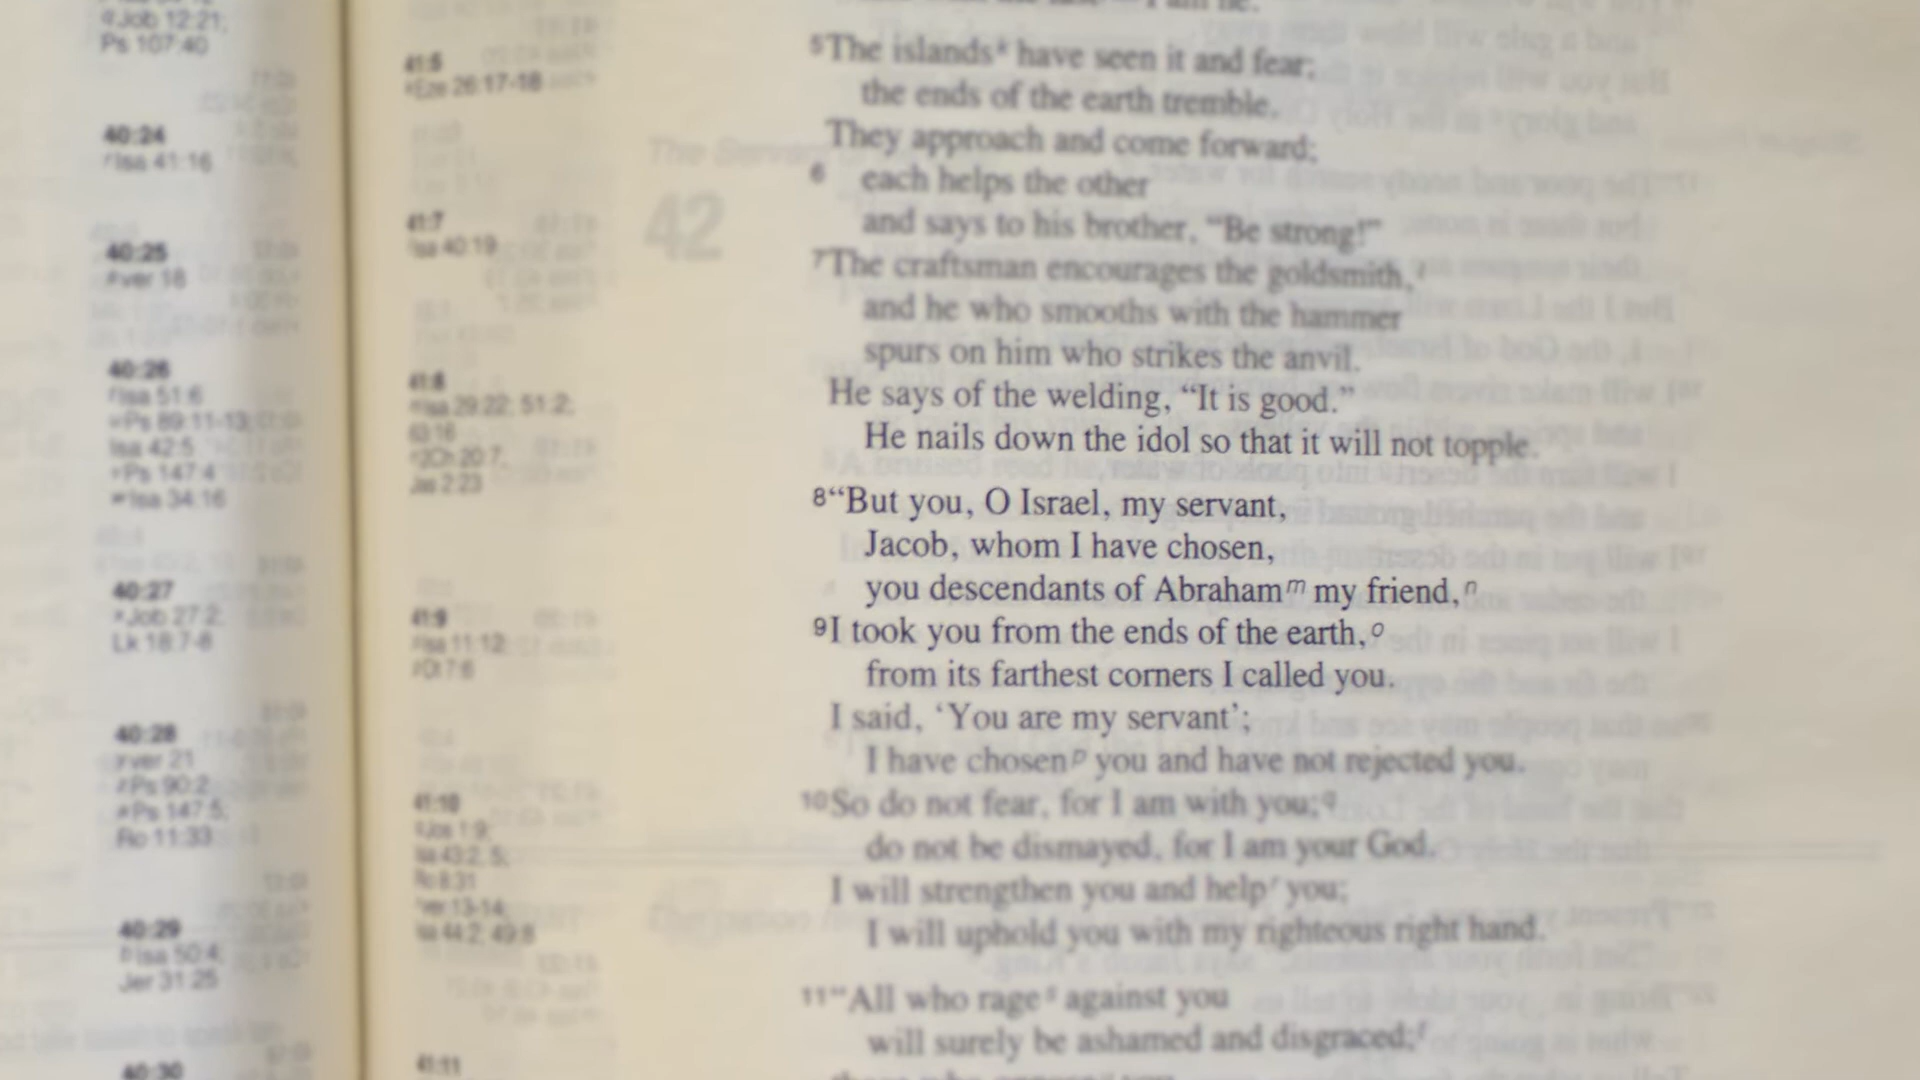 Job 12:21;
Ps 107:40
40:24
Isa 41:16
40:25
ver 18
40:26
Isa 51:6
Ps 89:11-13;
Isa 42:5
Ps 147:4
Isa 34:16
40:27
Job 27:2;
Lk 18:7-8
40:28
ver 21
Ps 90:2
Ps 147:5;
Ro 11:33
40:29
Isa 50:4;
Jer 31:25
40:30
41:5
Eze 26:17-18
41:7
Isa 40:19
41:8
Isa 29:22; 51:2;
63:16
2Ch 20:7;
Jas 2:23
41:9
Isa 11:12
Dt 7:6
41:10
Jos 1:9;
Isa 43:2, 5;
Ro 8:31
ver 13-14;
Isa 44:2; 49:8
41:11
I am he."
5The islandsk have seen it and fear;
the ends of the earth tremble.
They approach and come forward;
6 each helps the other
and says to his brother, “Be strong!”
7The craftsman encourages the goldsmith,l
and he who smooths with the hammer
spurs on him who strikes the anvil.
He says of the welding, “It is good.”
He nails down the idol so that it will not topple.
8“But you, O Israel, my servant,
Jacob, whom I have chosen,
you descendants of Abrahamm my friend,n
9I took you from the ends of the earth,o
from its farthest corners I called you.
I said, ‘You are my servant’;
I have chosenp you and have not rejected you.
10So do not fear, for I am with you;q
do not be dismayed, for I am your God.
I will strengthen you and helpr you;
I will uphold you with my righteous right hand.
11“All who rages against you
will surely be ashamed and disgraced;t